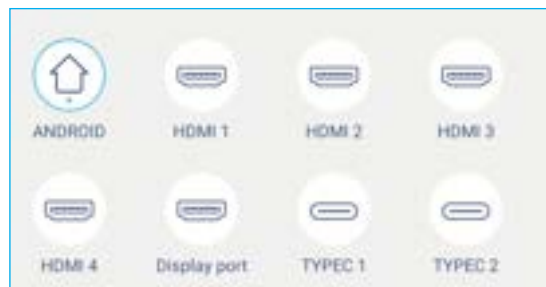 ANDROID HDMI 1 HDMI 2 HDMI 3
HDMI 4 Display port TYPEC 1 TYPEC 2